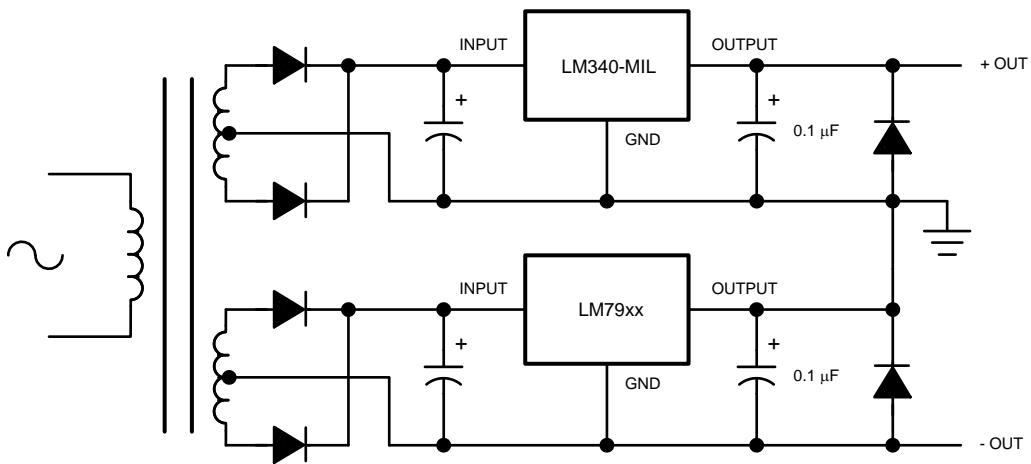 INPUT
LM340-MIL
OUTPUT
+ OUT
+
+
0.1 μF
GND
INPUT
LM79xx
OUTPUT
+
+
0.1 μF
GND
- OUT